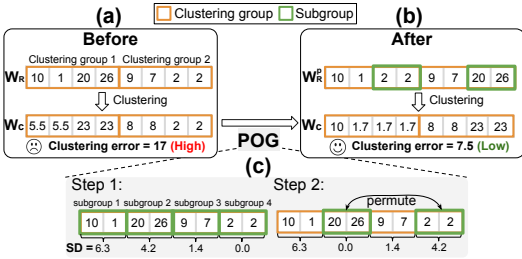 Clustering group Subgroup
(a) (b)
Before
Clustering group 1 Clustering group 2
W_R 10 1 20 26 9 7 2 2
Clustering
W_C 5.5 5.5 23 23 8 8 2 2
Clustering error = 17 (High)
POG
After
W_R^P 10 1 2 2 9 7 20 26
Clustering
W_C 10 1.7 1.7 1.7 8 8 23 23
Clustering error = 7.5 (Low)
(c)
Step 1:
subgroup 1 subgroup 2 subgroup 3 subgroup 4
10 1 20 26 9 7 2 2
SD = 6.3 4.2 1.4 0.0
Step 2:
permute
10 1 20 26 9 7 2 2
6.3 0.0 1.4 4.2